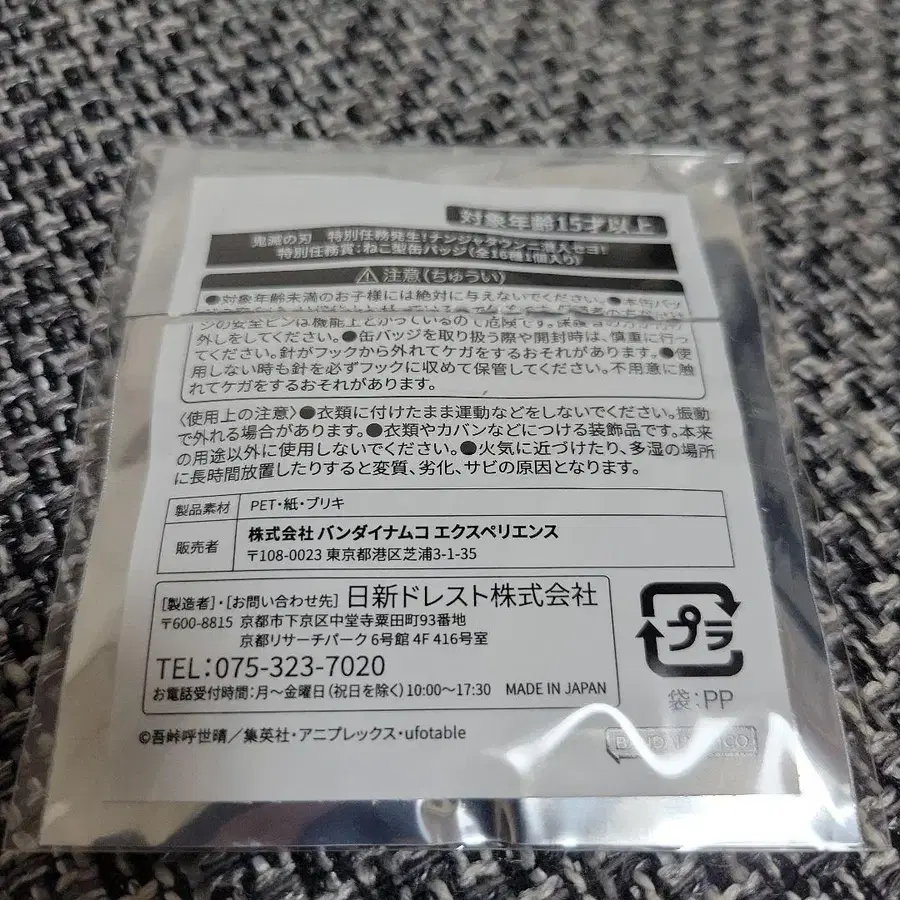 対象年齢15才以上
鬼滅の刃 特別任務発生!ナンジャタウンニ潜入セヨ!
特別任務賞:ねこ型缶バッジ(全16種1個入り)
⚠注意(ちゅうい)
●対象年齢未満のお子様には絶対に与えないでください。●本缶バッ
ジの安全ピンは機能上とがっているので危険です。
外しをしてください。●缶バッジを取り扱う際や開封時は、慎重に行っ
てください。針がフックから外れてケガをするおそれがあります。●使
用しない時も針を必ずフックに収めて保管してください。不用意に触
れてケガをするおそれがあります。
〈使用上の注意〉●衣類に付けたまま運動などをしないでください。振動
で外れる場合があります。●衣類やカバンなどにつける装飾品です。本来
の用途以外に使用しないでください。●火気に近づけたり、多湿の場所
に長時間放置したりすると変質、劣化、サビの原因となります。
製品素材 PET・紙・ブリキ
販売者 株式会社 バンダイナムコ エクスペリエンス
〒108-0023 東京都港区芝浦3-1-35
[製造者]・[お問い合わせ先] 日新ドレスト株式会社
〒600-8815 京都市下京区中堂寺粟田町93番地
京都リサーチパーク 6号館 4F 416号室
TEL:075-323-7020
お電話受付時間:月〜金曜日(祝日を除く)10:00〜17:30 MADE IN JAPAN
プラ
袋:PP
©吾峠呼世晴/集英社・アニプレックス・ufotable
BANDAI NAMCO